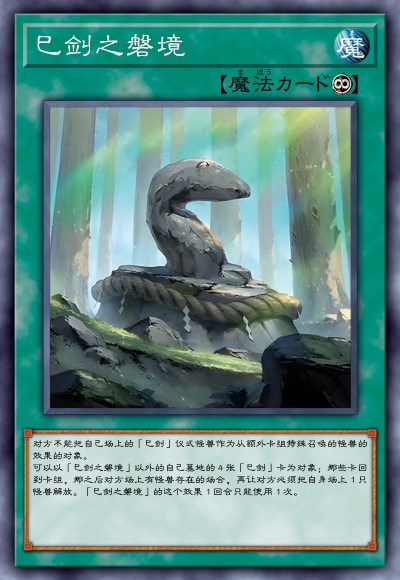 巳剑之磐境
魔
【魔法カード】
まほう
对方不能把自己场上的「巳剑」仪式怪兽作为从额外卡组特殊召唤的怪兽的
效果的对象。
可以以「巳剑之磐境」以外的自己墓地的4张「巳剑」卡为对象；那些卡回
到卡组，那之后对方场上有怪兽存在的场合，再让对方必须把自身场上1只
怪兽解放。「巳剑之磐境」的这个效果1回合只能使用1次。